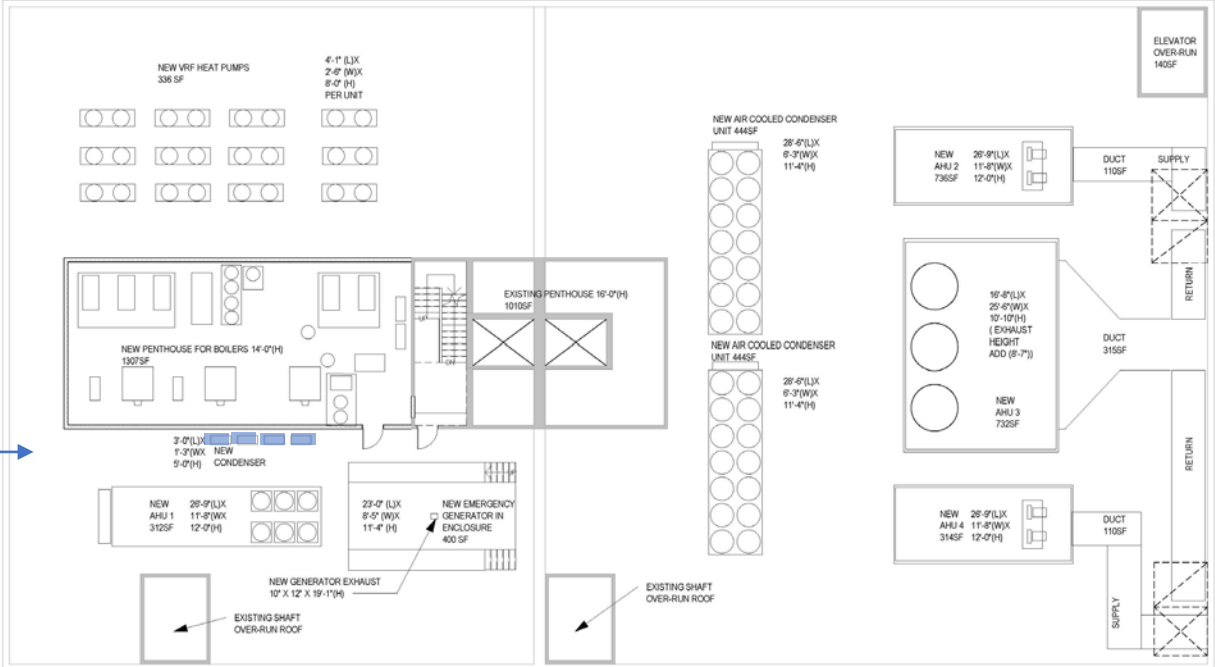 NEW VRF HEAT PUMPS
336 SF
4'-1" (L)X
2'-6" (W)X
8'-0" (H)
PER UNIT
ELEVATOR
OVER-RUN
140SF
NEW AIR COOLED CONDENSER
UNIT 444SF
28'-6"(L)X
6'-3"(W)X
11'-4"(H)
NEW
AHU 2
736SF
26'-9"(L)X
11'-8"(W)X
12'-0"(H)
DUCT
110SF
SUPPLY
RETURN
EXISTING PENTHOUSE 16'-0"(H)
1010SF
UP
DN
NEW PENTHOUSE FOR BOILERS 14'-0"(H)
1307SF
16'-8"(L)X
25'-6"(W)X
10'-10"(H)
( EXHAUST
HEIGHT
ADD (8'-7"))
NEW
AHU 3
732SF
DUCT
315SF
NEW AIR COOLED CONDENSER
UNIT 444SF
28'-6"(L)X
6'-3"(W)X
11'-4"(H)
RETURN
3'-0"(L)X
1'-3"(WX
5'-0"(H)
NEW
CONDENSER
NEW
AHU 1
312SF
26'-9"(L)X
11'-8"(WX
12'-0"(H)
23'-0" (L)X
8'-5" (W)X
11'-4" (H)
NEW EMERGENCY
GENERATOR IN
ENCLOSURE
400 SF
NEW
AHU 4
314SF
26'-9"(L)X
11'-8"(W)X
12'-0"(H)
DUCT
110SF
SUPPLY
NEW GENERATOR EXHAUST
10" X 12" X 19'-1"(H)
EXISTING SHAFT
OVER-RUN ROOF
EXISTING SHAFT
OVER-RUN ROOF